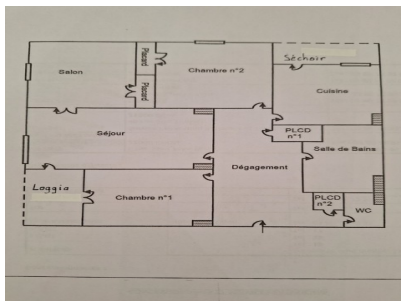 Séchoir
Salon
Placard
Placard
Chambre n°2
Cuisine
Séjour
PLCD
n°1
Salle de Bains
Dégagement
Loggia
Chambre n°1
PLCD
n°2
WC